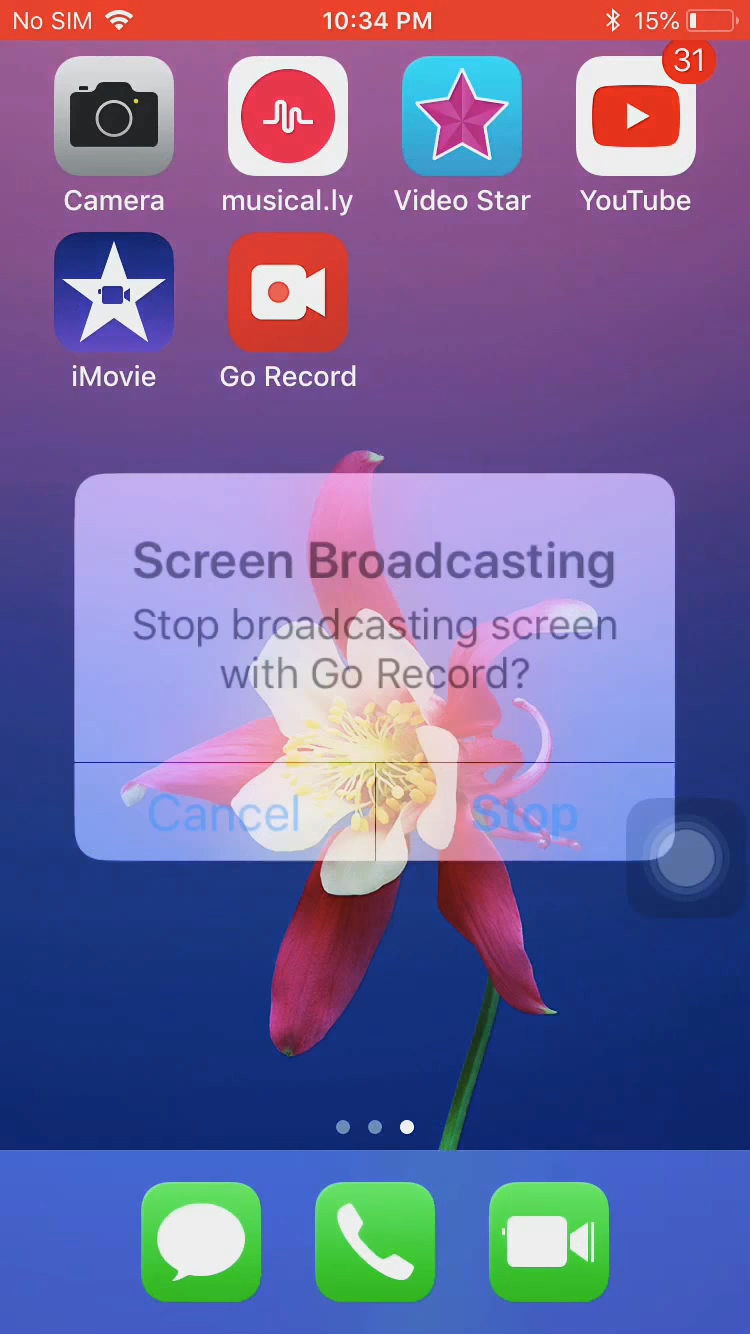 No SIM 10:34 PM 15%
31
Camera musical.ly Video Star YouTube
iMovie Go Record
Screen Broadcasting
Stop broadcasting screen
with Go Record?
Cancel Stop